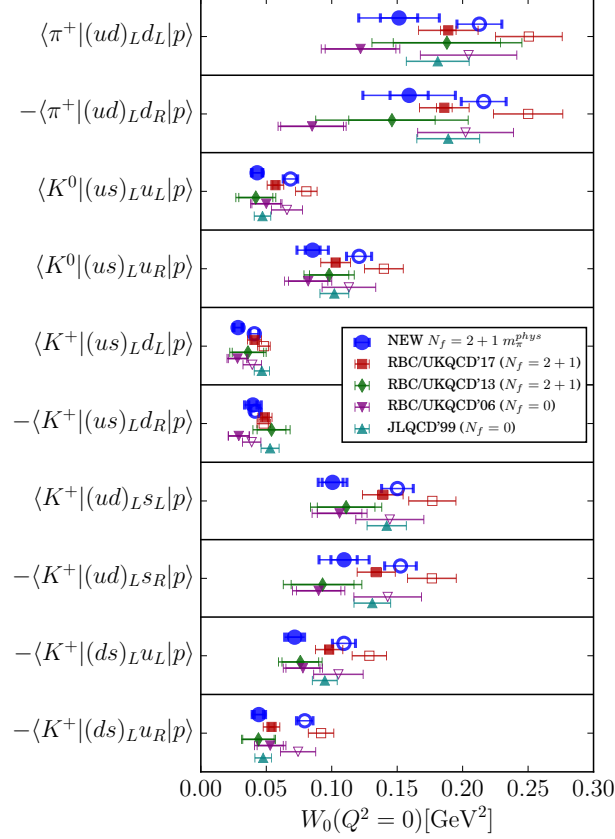 ⟨π⁺|(ud)_L d_L|p⟩
−⟨π⁺|(ud)_L d_R|p⟩
⟨K⁰|(us)_L u_L|p⟩
⟨K⁰|(us)_L u_R|p⟩
⟨K⁺|(us)_L d_L|p⟩
−⟨K⁺|(us)_L d_R|p⟩
⟨K⁺|(ud)_L s_L|p⟩
−⟨K⁺|(ud)_L s_R|p⟩
−⟨K⁺|(ds)_L u_L|p⟩
−⟨K⁺|(ds)_L u_R|p⟩
NEW N_f = 2 + 1 m_π^{phys}
RBC/UKQCD'17 (N_f = 2 + 1)
RBC/UKQCD'13 (N_f = 2 + 1)
RBC/UKQCD'06 (N_f = 0)
JLQCD'99 (N_f = 0)
0.00 0.05 0.10 0.15 0.20 0.25 0.30
W₀(Q² = 0)[GeV²]